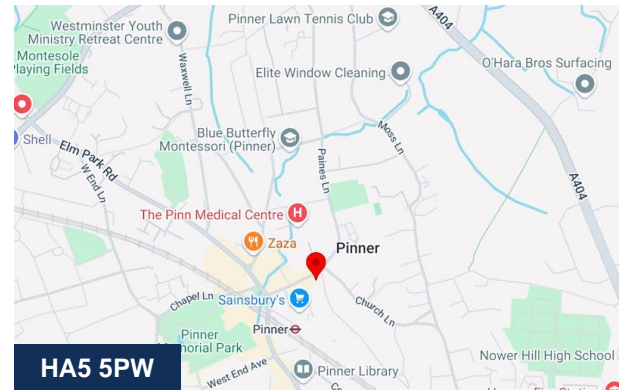 Westminster Youth
Ministry Retreat Centre
Pinner Lawn Tennis Club
A404
Montesole
Playing Fields
Waxwell Ln
Elite Window Cleaning
O'Hara Bros Surfacing
Shell
Elm Park Rd
Blue Butterfly
Montessori (Pinner)
Moss Ln
Paines Ln
W End Ln
A404
The Pinn Medical Centre
H
Zaza
Pinner
Chapel Ln
Sainsbury's
Church Ln
Pinner
Pinner
Memorial Park
West End Ave
Pinner Library
Nower Hill High School
HA5 5PW